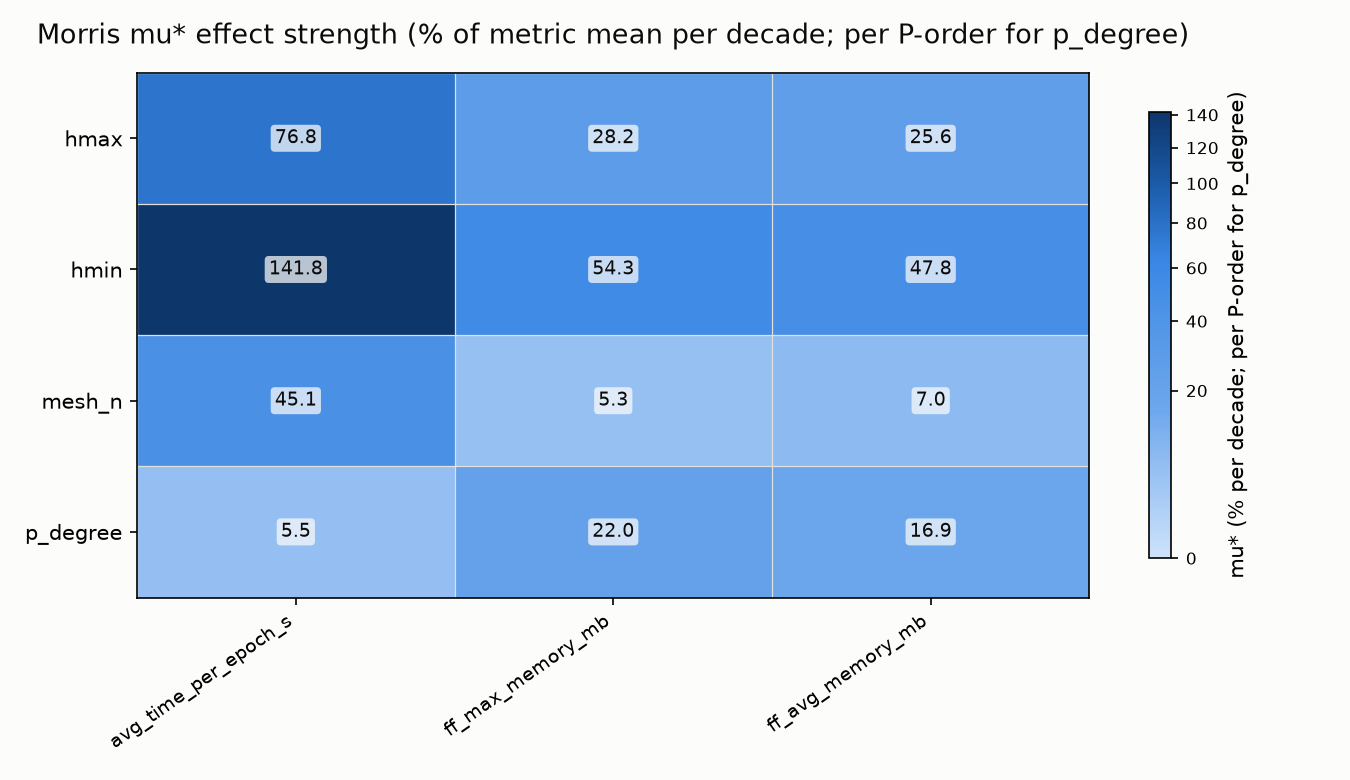 Morris mu* effect strength (% of metric mean per decade; per P-order for p_degree)
hmax 76.8 28.2 25.6
hmin 141.8 54.3 47.8
mesh_n 45.1 5.3 7.0
p_degree 5.5 22.0 16.9
avg_time_per_epoch_s ff_max_memory_mb ff_avg_memory_mb
140
120
100
80
60
40
20
0
mu* (% per decade; per P-order for p_degree)